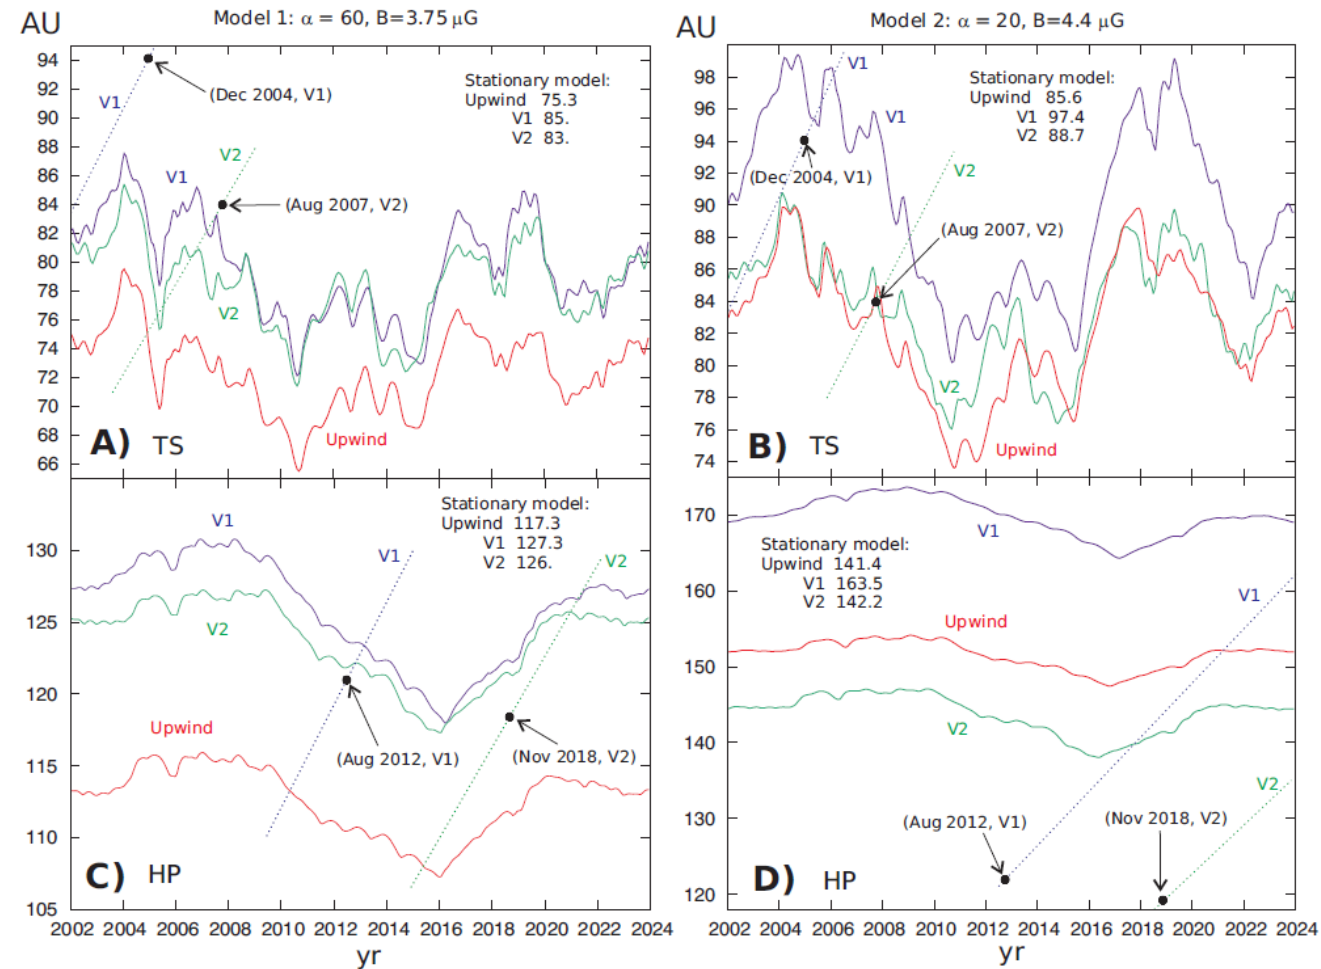 AU
Model 1: α = 60, B=3.75 μG
94
92
90
88
86
84
82
80
78
76
74
72
70
68
66
V1
(Dec 2004, V1)
Stationary model:
Upwind 75.3
V1 85.
V2 83.
V2
V1
(Aug 2007, V2)
V2
Upwind
A) TS
AU
Model 2: α = 20, B=4.4 μG
98
96
94
92
90
88
86
84
82
80
78
76
74
V1
V1
Stationary model:
Upwind 85.6
V1 97.4
V2 88.7
(Dec 2004, V1)
V2
(Aug 2007, V2)
V2
Upwind
B) TS
130
125
120
115
110
105
V1
Stationary model:
Upwind 117.3
V1 127.3
V2 126.
V1
V2
V2
Upwind
(Aug 2012, V1)
(Nov 2018, V2)
C) HP
2002 2004 2006 2008 2010 2012 2014 2016 2018 2020 2022 2024
yr
170
160
150
140
130
120
V1
Stationary model:
Upwind 141.4
V1 163.5
V2 142.2
V1
Upwind
V2
V2
(Aug 2012, V1)
(Nov 2018, V2)
D) HP
2002 2004 2006 2008 2010 2012 2014 2016 2018 2020 2022 2024
yr